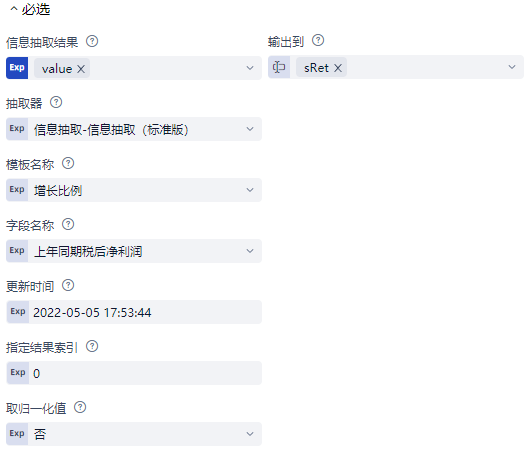 必选
信息抽取结果 输出到
Exp value × sRet ×
抽取器
Exp 信息抽取-信息抽取（标准版）
模板名称
Exp 增长比例
字段名称
Exp 上年同期税后净利润
更新时间
Exp 2022-05-05 17:53:44
指定结果索引
Exp 0
取归一化值
Exp 否